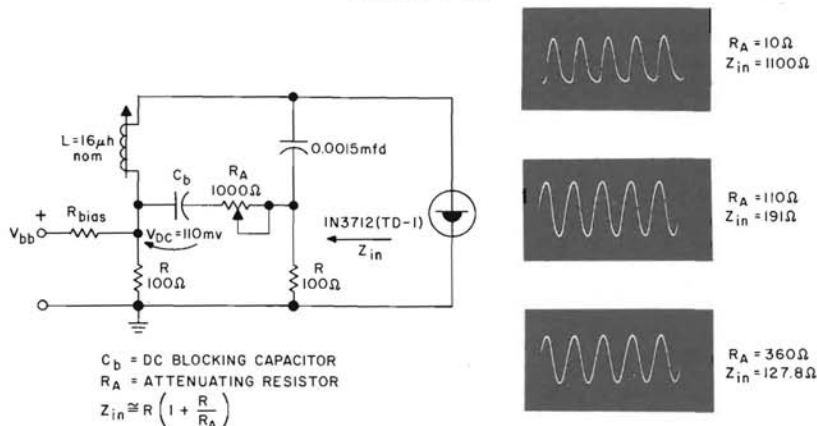 L=16μh
nom
C_b
R_A
1000Ω
0.0015mfd
+
V_bb
R_bias
V_DC=110mv
1N3712(TD-1)
Z_in
R
100Ω
R
100Ω
C_b = DC BLOCKING CAPACITOR
R_A = ATTENUATING RESISTOR
Z_in ≅ R (1 + R/R_A)
R_A = 10Ω
Z_in = 1100Ω
R_A = 110Ω
Z_in = 191Ω
R_A = 360Ω
Z_in = 127.8Ω